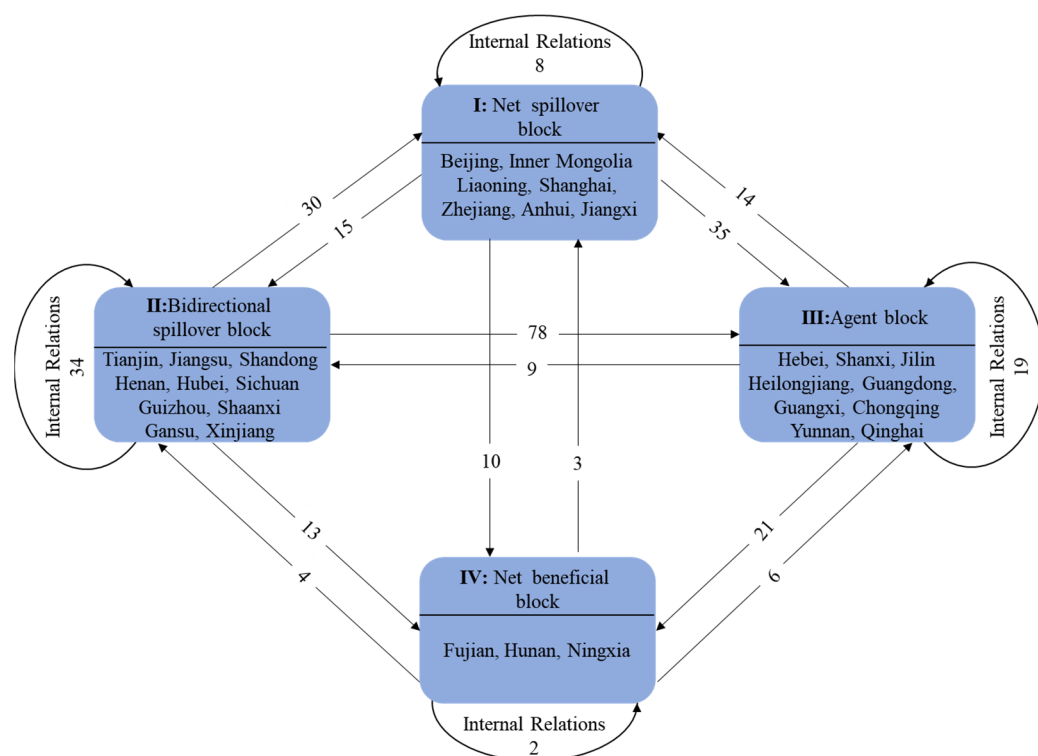 Internal Relations
8
I: Net spillover
block
Beijing, Inner Mongolia
Liaoning, Shanghai,
Zhejiang, Anhui, Jiangxi
30
15
14
35
Internal Relations
34
II:Bidirectional
spillover block
Tianjin, Jiangsu, Shandong
Henan, Hubei, Sichuan
Guizhou, Shaanxi
Gansu, Xinjiang
78
9
III:Agent block
Hebei, Shanxi, Jilin
Heilongjiang, Guangdong,
Guangxi, Chongqing
Yunnan, Qinghai
Internal Relations
19
10
3
13
4
21
6
IV: Net beneficial
block
Fujian, Hunan, Ningxia
Internal Relations
2